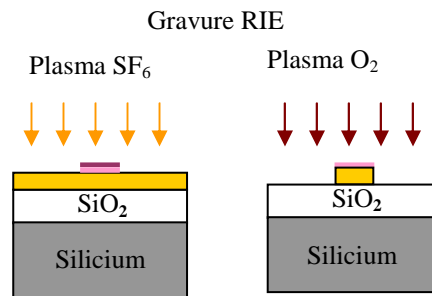 Gravure RIE
Plasma SF₆
Plasma O₂
SiO₂
Silicium
SiO₂
Silicium